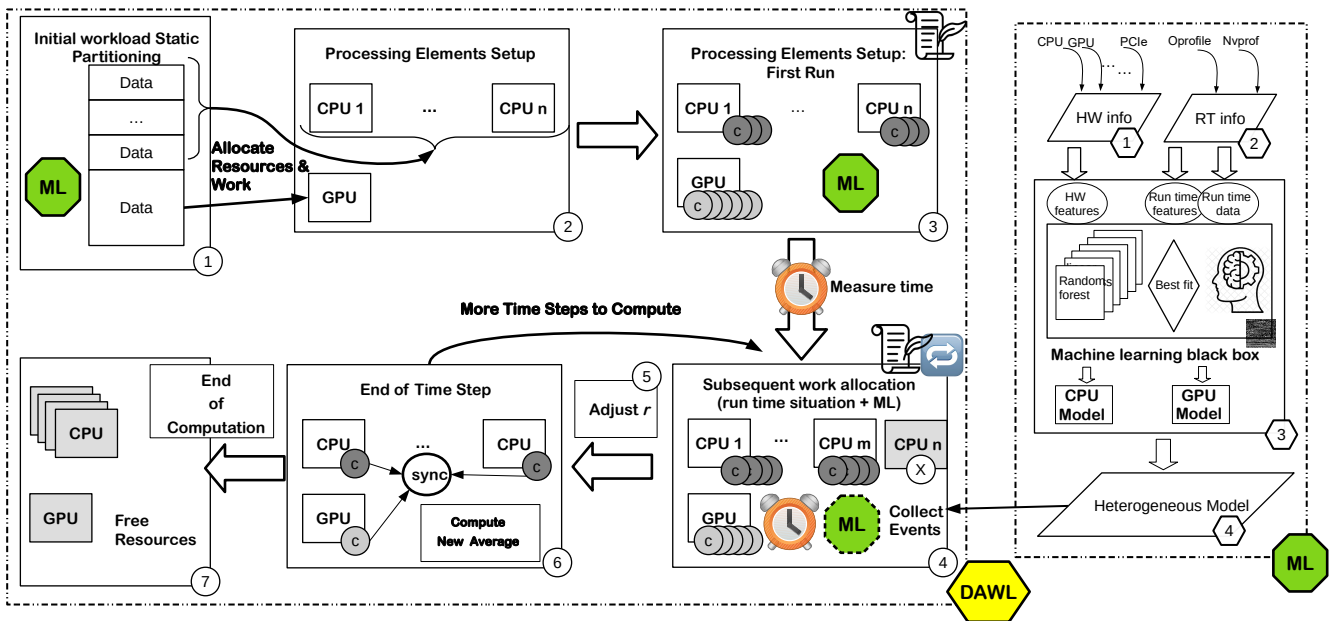 Initial workload Static
Partitioning
Data
...
Data
Data
ML
1
Allocate
Resources &
Work
Processing Elements Setup
CPU 1
...
CPU n
GPU
2
Processing Elements Setup:
First Run
CPU 1
...
CPU n
c
c
GPU
c
ML
3
Measure time
More Time Steps to Compute
Subsequent work allocation
(run time situation + ML)
CPU 1
...
CPU m
CPU n
c
c
X
GPU
c
ML
Collect
Events
4
5
Adjust r
End of Time Step
CPU
...
CPU
c
c
sync
GPU
c
Compute
New Average
6
End
of
Computation
CPU
GPU
Free
Resources
7
DAWL
CPU
GPU
PCIe
...
...
Oprofile
Nvprof
HW info
1
RT info
2
HW
features
Run time
features
Run time
data
Randoms
forest
Best fit
Machine learning black box
CPU
Model
GPU
Model
3
Heterogeneous Model
4
ML